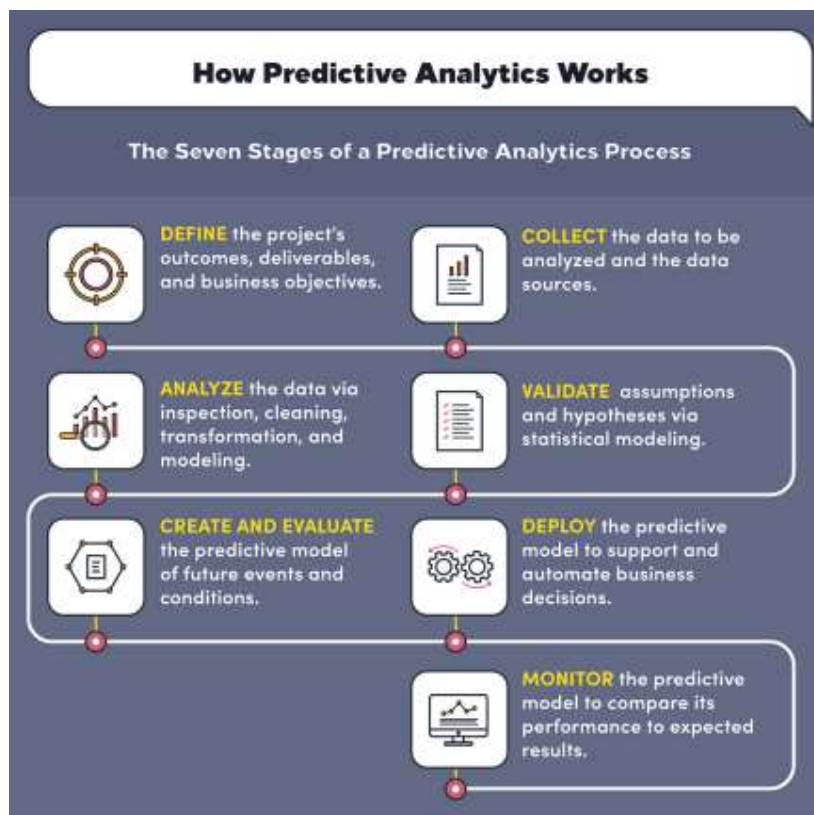 How Predictive Analytics Works
The Seven Stages of a Predictive Analytics Process
DEFINE the project's
outcomes, deliverables,
and business objectives.
COLLECT the data to be
analyzed and the data
sources.
ANALYZE the data via
inspection, cleaning,
transformation, and
modeling.
VALIDATE assumptions
and hypotheses via
statistical modeling.
CREATE AND EVALUATE
the predictive model
of future events and
conditions.
DEPLOY the predictive
model to support and
automate business
decisions.
MONITOR the predictive
model to compare its
performance to expected
results.